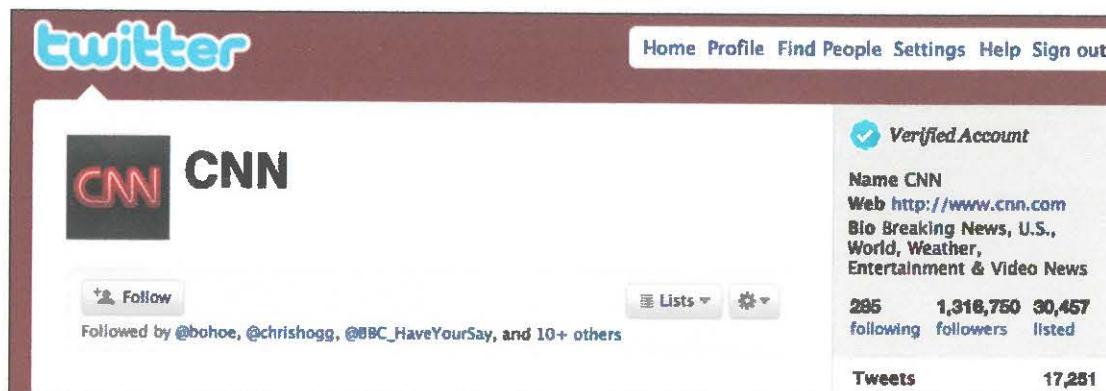 twitter
Home Profile Find People Settings Help Sign out
CNN
CNN
Verified Account
Name CNN
Web http://www.cnn.com
Bio Breaking News, U.S.,
World, Weather,
Entertainment & Video News
295 1,316,750 30,457
following followers listed
Tweets 17,251
Follow
Lists
Followed by @bohoe, @chrishogg, @BBC_HaveYourSay, and 10+ others